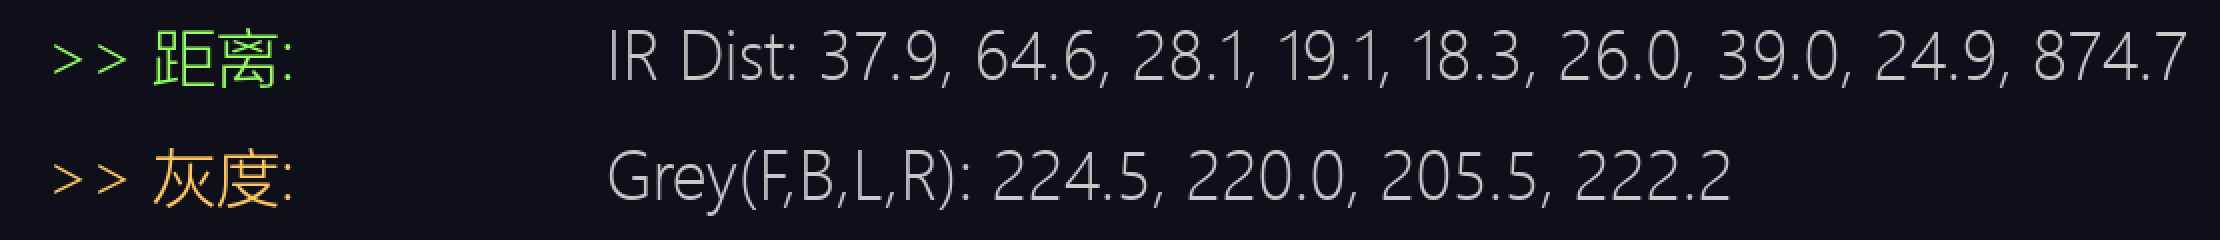 >> 距离: IR Dist: 37.9, 64.6, 28.1, 19.1, 18.3, 26.0, 39.0, 24.9, 874.7
>> 灰度: Grey(F,B,L,R): 224.5, 220.0, 205.5, 222.2